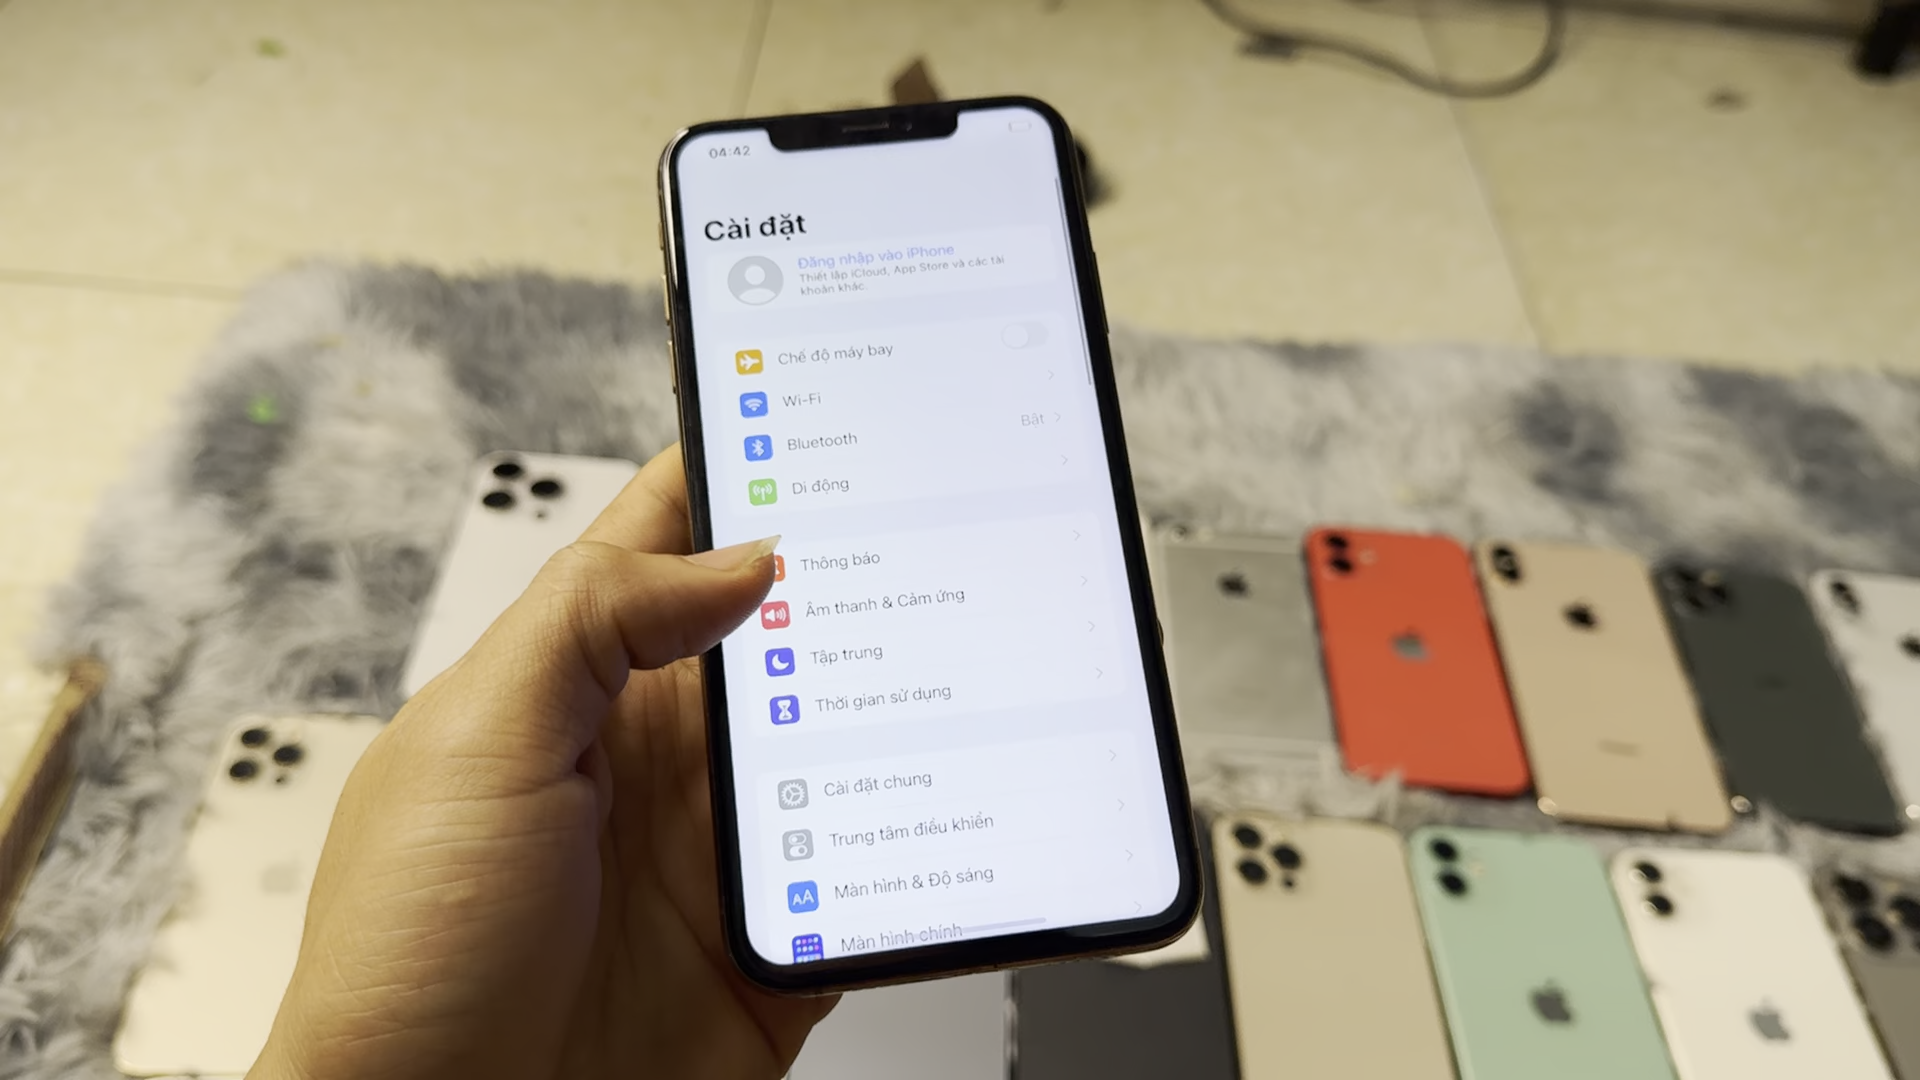 04:42
Cài đặt
Đăng nhập vào iPhone
Thiết lập iCloud, App Store và các tài
khoản khác.
Chế độ máy bay
Wi-Fi
Bluetooth Bật
Di động
Thông báo
Âm thanh & Cảm ứng
Tập trung
Thời gian sử dụng
Cài đặt chung
Trung tâm điều khiển
AA Màn hình & Độ sáng
Màn hình chính